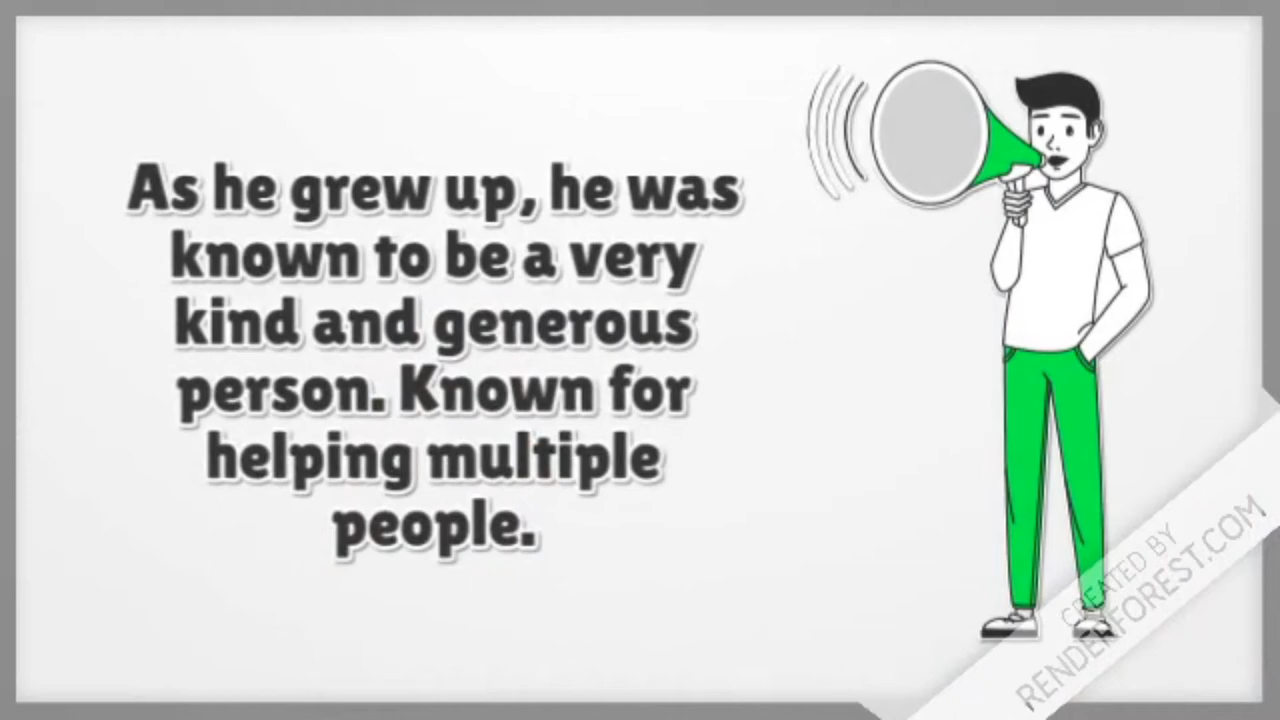 As he grew up, he was
known to be a very
kind and generous
person. Known for
helping multiple
people.
CREATED BY
RENDERFOREST.COM